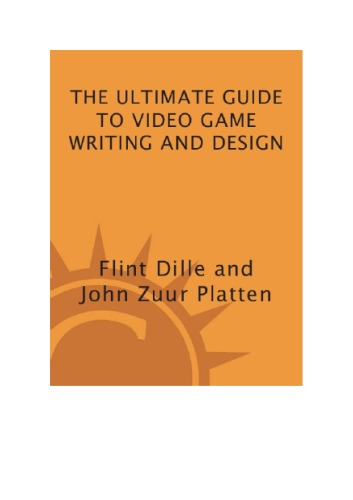 THE ULTIMATE GUIDE
TO VIDEO GAME
WRITING AND DESIGN
Flint Dille and
John Zuur Platten